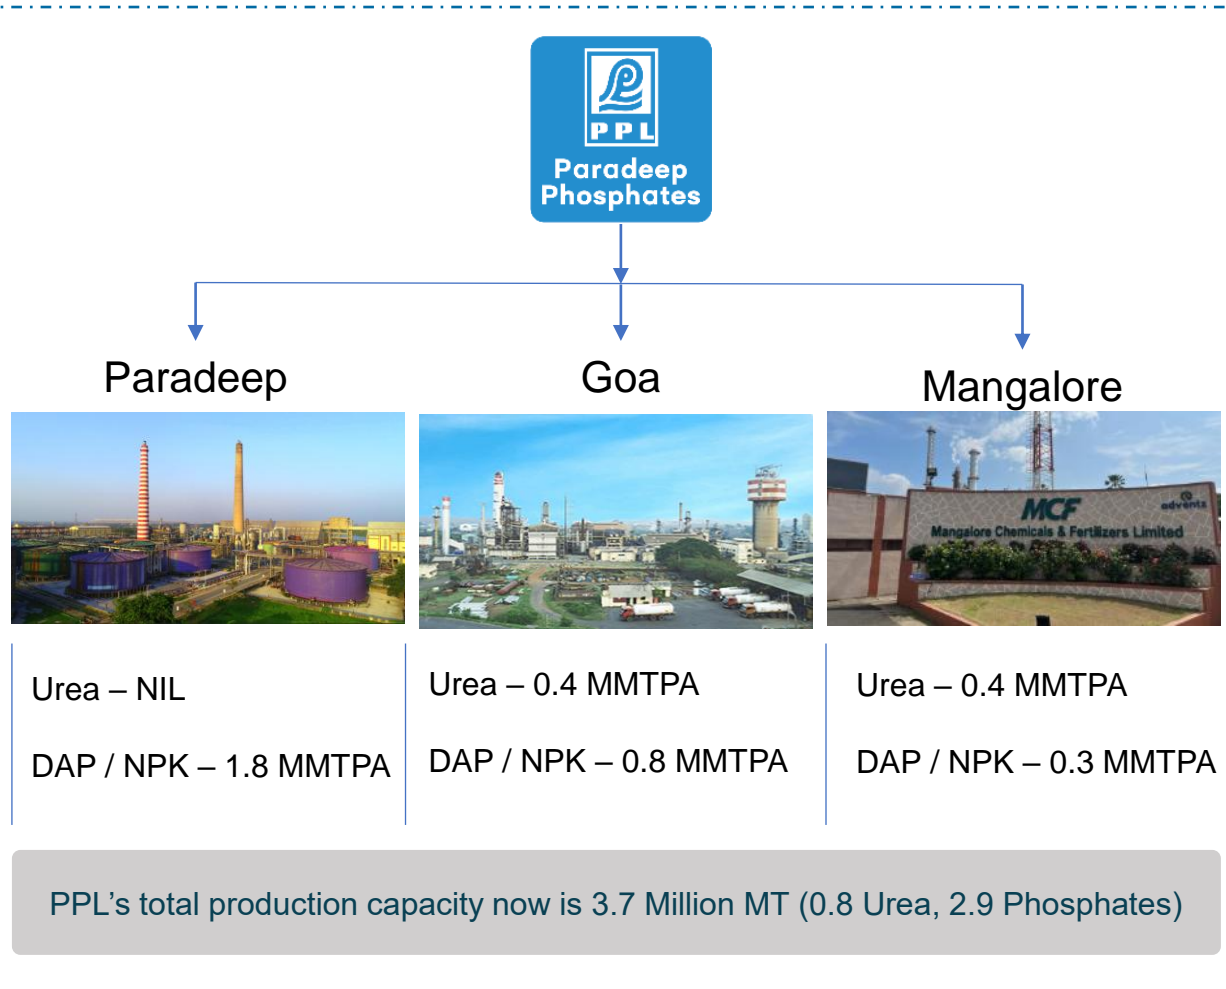 PPL
Paradeep
Phosphates
Paradeep
Goa
Mangalore
MCF
adventz
Mangalore Chemicals & Fertilizers Limited
Urea – NIL
DAP / NPK – 1.8 MMTPA
Urea – 0.4 MMTPA
DAP / NPK – 0.8 MMTPA
Urea – 0.4 MMTPA
DAP / NPK – 0.3 MMTPA
PPL’s total production capacity now is 3.7 Million MT (0.8 Urea, 2.9 Phosphates)